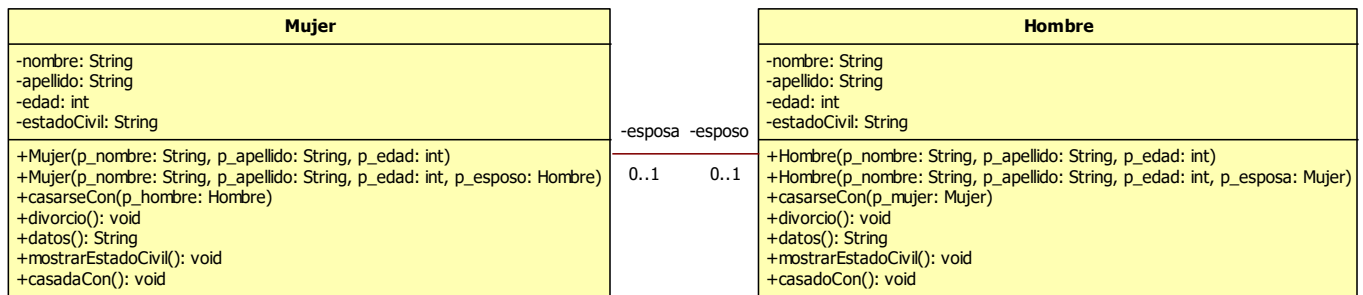 Mujer
-nombre: String
-apellido: String
-edad: int
-estadoCivil: String
+Mujer(p_nombre: String, p_apellido: String, p_edad: int)
+Mujer(p_nombre: String, p_apellido: String, p_edad: int, p_esposo: Hombre)
+casarseCon(p_hombre: Hombre)
+divorcio(): void
+datos(): String
+mostrarEstadoCivil(): void
+casadaCon(): void
-esposa -esposo
0..1 0..1
Hombre
-nombre: String
-apellido: String
-edad: int
-estadoCivil: String
+Hombre(p_nombre: String, p_apellido: String, p_edad: int)
+Hombre(p_nombre: String, p_apellido: String, p_edad: int, p_esposa: Mujer)
+casarseCon(p_mujer: Mujer)
+divorcio(): void
+datos(): String
+mostrarEstadoCivil(): void
+casadoCon(): void